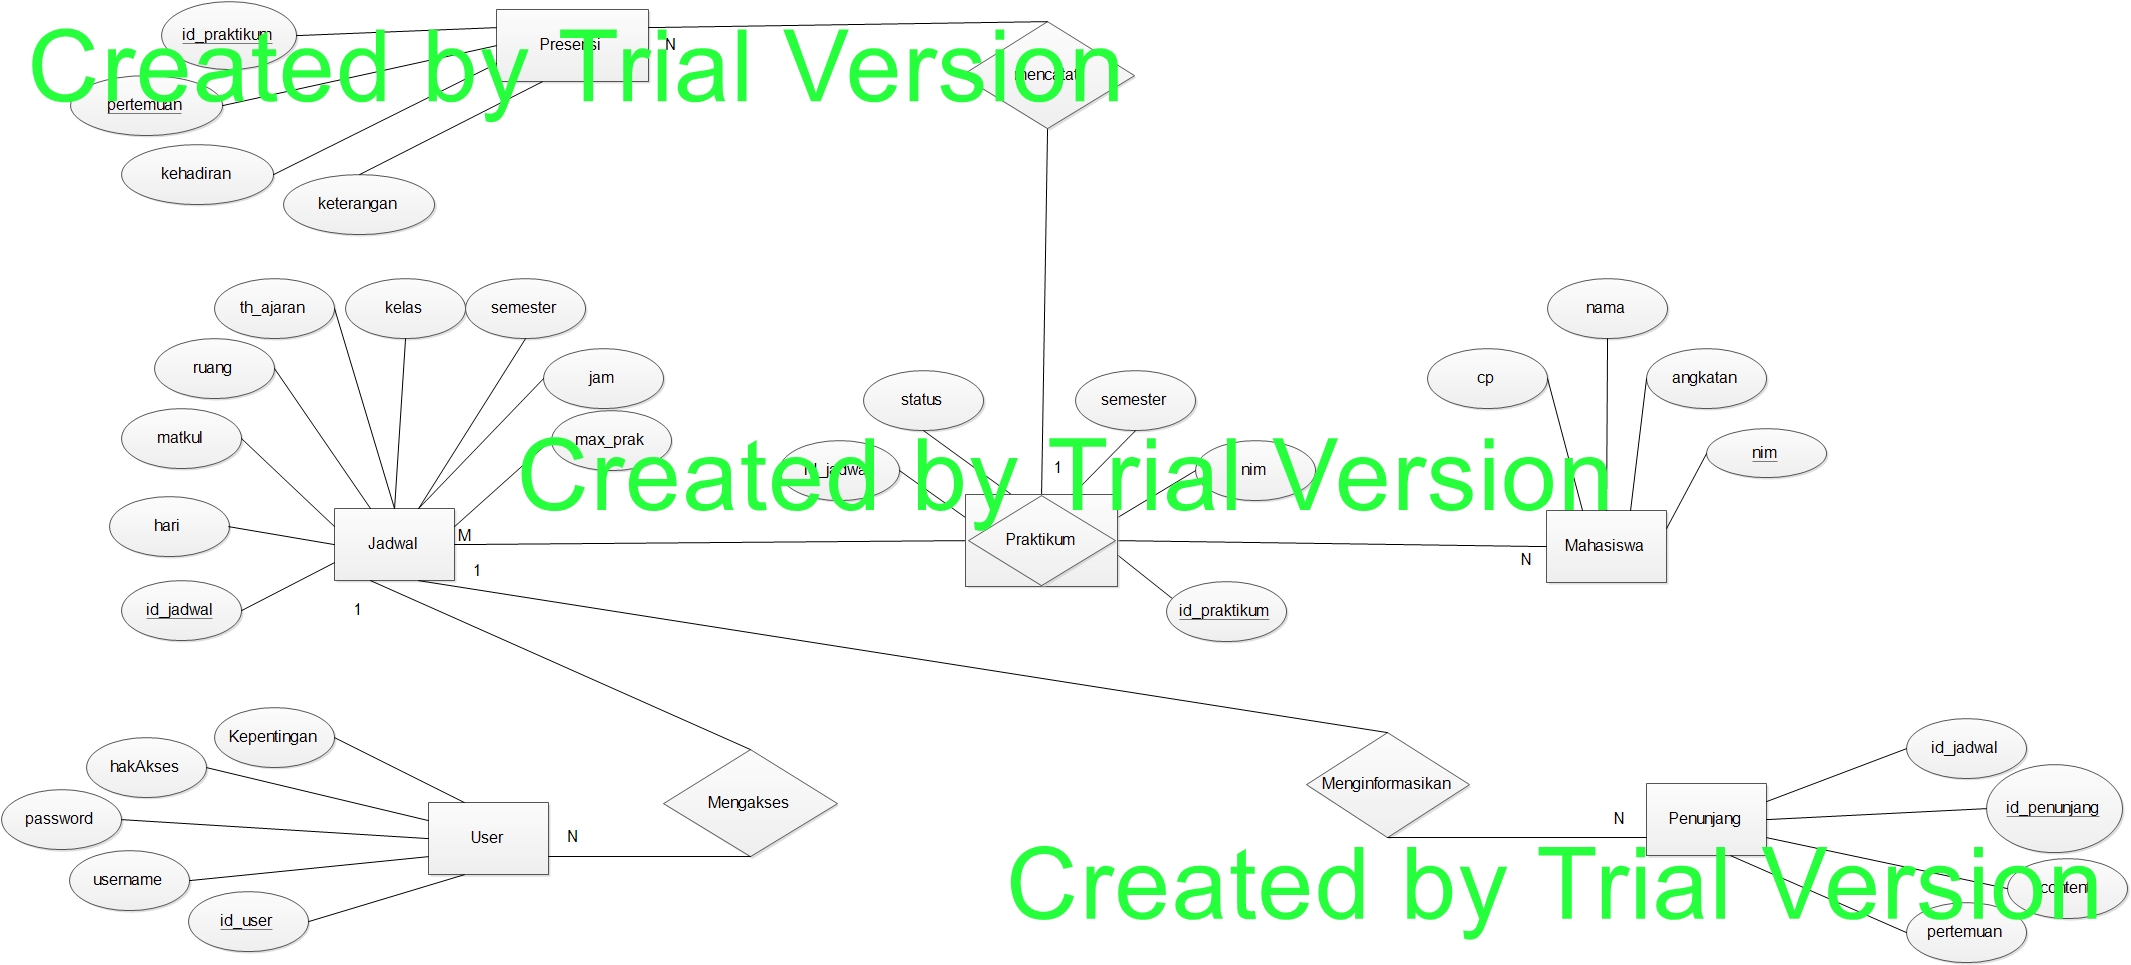 id_praktikum
Presensi
N
Created by Trial Version
mencatat
pertemuan
kehadiran
keterangan
th_ajaran
kelas
semester
nama
ruang
jam
cp
angkatan
status
semester
matkul
max_prak
nim
id_jadwal
1
nim
Created by Trial Version
hari
Jadwal
M
Praktikum
N
Mahasiswa
1
id_jadwal
1
id_praktikum
Kepentingan
hakAkses
id_jadwal
Menginformasikan
Mengakses
id_penunjang
password
User
N
N
Penunjang
username
Created by Trial Version
content
id_user
pertemuan